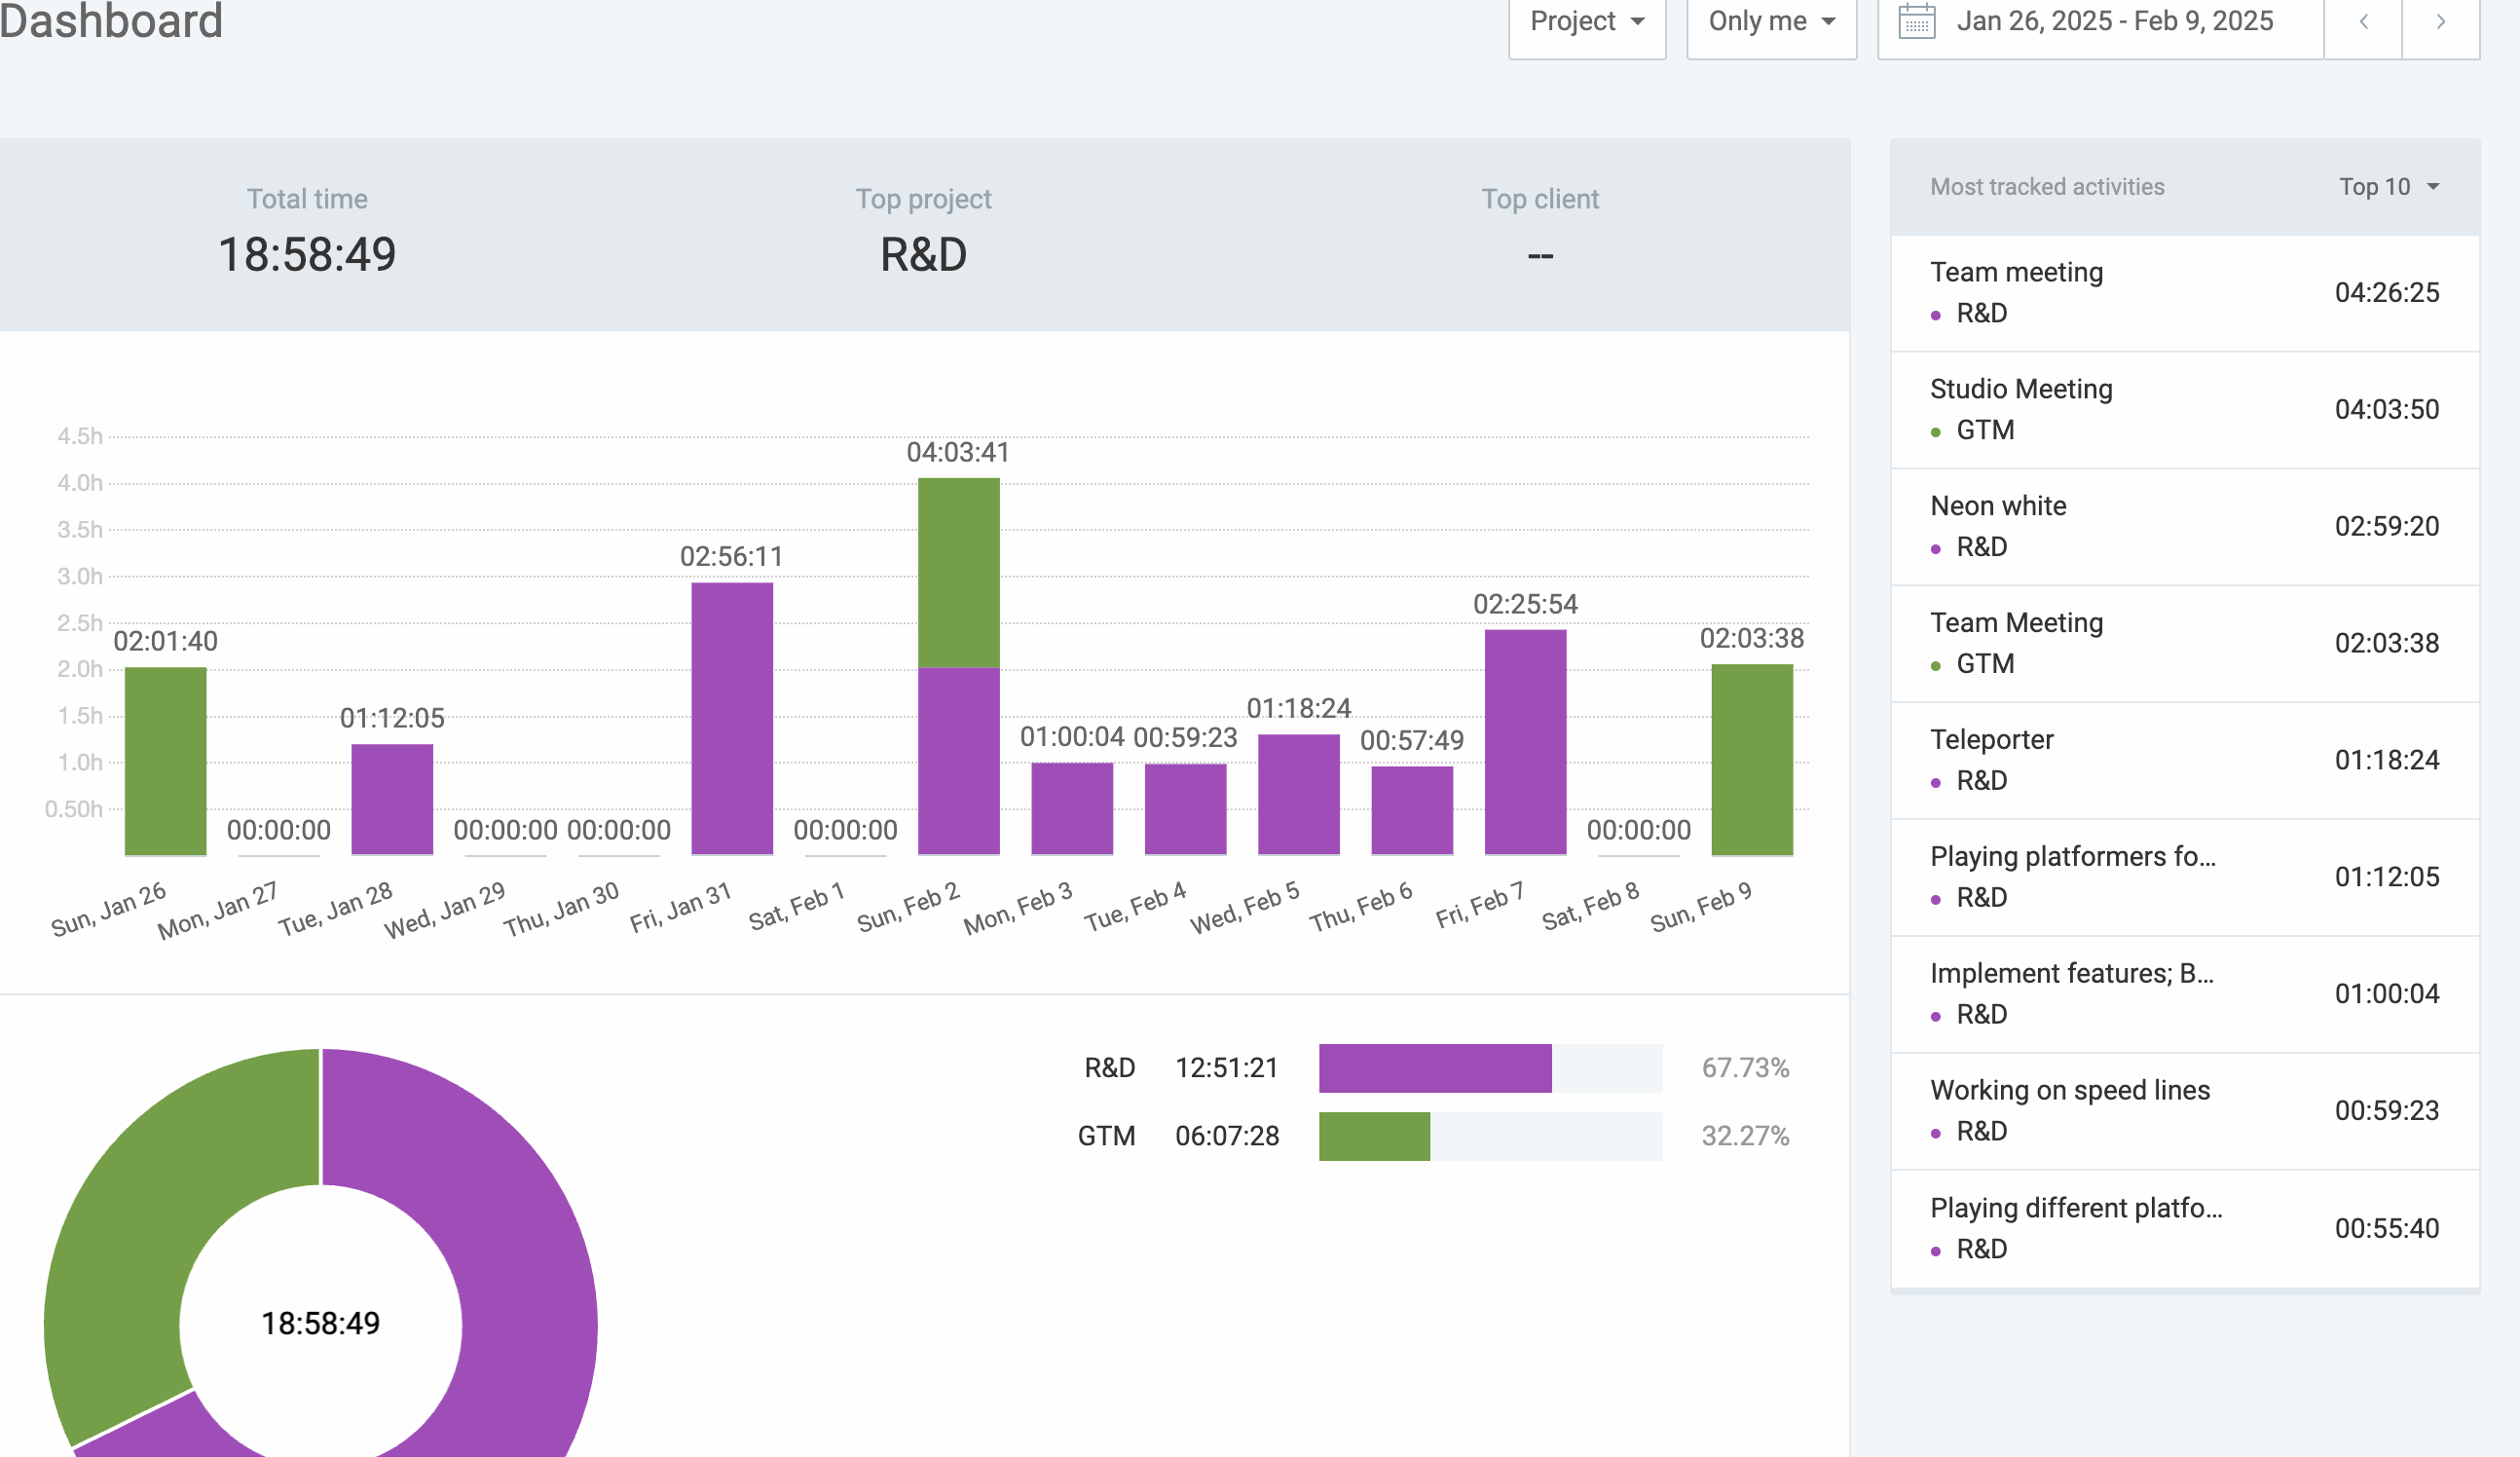 Dashboard
Project
Only me
Jan 26, 2025 - Feb 9, 2025
Total time
18:58:49
Top project
R&D
Top client
--
4.5h
4.0h
3.5h
3.0h
2.5h
2.0h
1.5h
1.0h
0.50h
02:01:40
00:00:00
01:12:05
00:00:00
00:00:00
02:56:11
00:00:00
04:03:41
01:00:04
00:59:23
01:18:24
00:57:49
02:25:54
00:00:00
02:03:38
Sun, Jan 26
Mon, Jan 27
Tue, Jan 28
Wed, Jan 29
Thu, Jan 30
Fri, Jan 31
Sat, Feb 1
Sun, Feb 2
Mon, Feb 3
Tue, Feb 4
Wed, Feb 5
Thu, Feb 6
Fri, Feb 7
Sat, Feb 8
Sun, Feb 9
18:58:49
R&D 12:51:21 67.73%
GTM 06:07:28 32.27%
Most tracked activities Top 10
Team meeting
R&D
04:26:25
Studio Meeting
GTM
04:03:50
Neon white
R&D
02:59:20
Team Meeting
GTM
02:03:38
Teleporter
R&D
01:18:24
Playing platformers fo...
R&D
01:12:05
Implement features; B...
R&D
01:00:04
Working on speed lines
R&D
00:59:23
Playing different platfo...
R&D
00:55:40